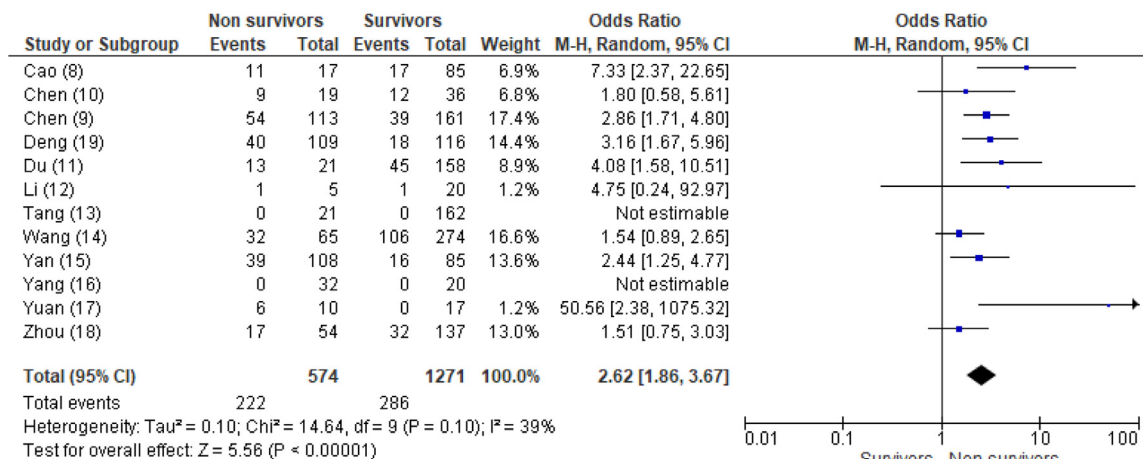 Non survivors Survivors Odds Ratio Odds Ratio
Study or Subgroup Events Total Events Total Weight M-H, Random, 95% CI M-H, Random, 95% CI
Cao (8) 11 17 17 85 6.9% 7.33 [2.37, 22.65]
Chen (10) 9 19 12 36 6.8% 1.80 [0.58, 5.61]
Chen (9) 54 113 39 161 17.4% 2.86 [1.71, 4.80]
Deng (19) 40 109 18 116 14.4% 3.16 [1.67, 5.96]
Du (11) 13 21 45 158 8.9% 4.08 [1.58, 10.51]
Li (12) 1 5 1 20 1.2% 4.75 [0.24, 92.97]
Tang (13) 0 21 0 162 Not estimable
Wang (14) 32 65 106 274 16.6% 1.54 [0.89, 2.65]
Yan (15) 39 108 16 85 13.6% 2.44 [1.25, 4.77]
Yang (16) 0 32 0 20 Not estimable
Yuan (17) 6 10 0 17 1.2% 50.56 [2.38, 1075.32]
Zhou (18) 17 54 32 137 13.0% 1.51 [0.75, 3.03]
Total (95% CI) 574 1271 100.0% 2.62 [1.86, 3.67]
Total events 222 286
Heterogeneity: Tau² = 0.10; Chi² = 14.64, df = 9 (P = 0.10); I² = 39%
Test for overall effect: Z = 5.56 (P < 0.00001)
0.01 0.1 1 10 100
Survivors Non survivors